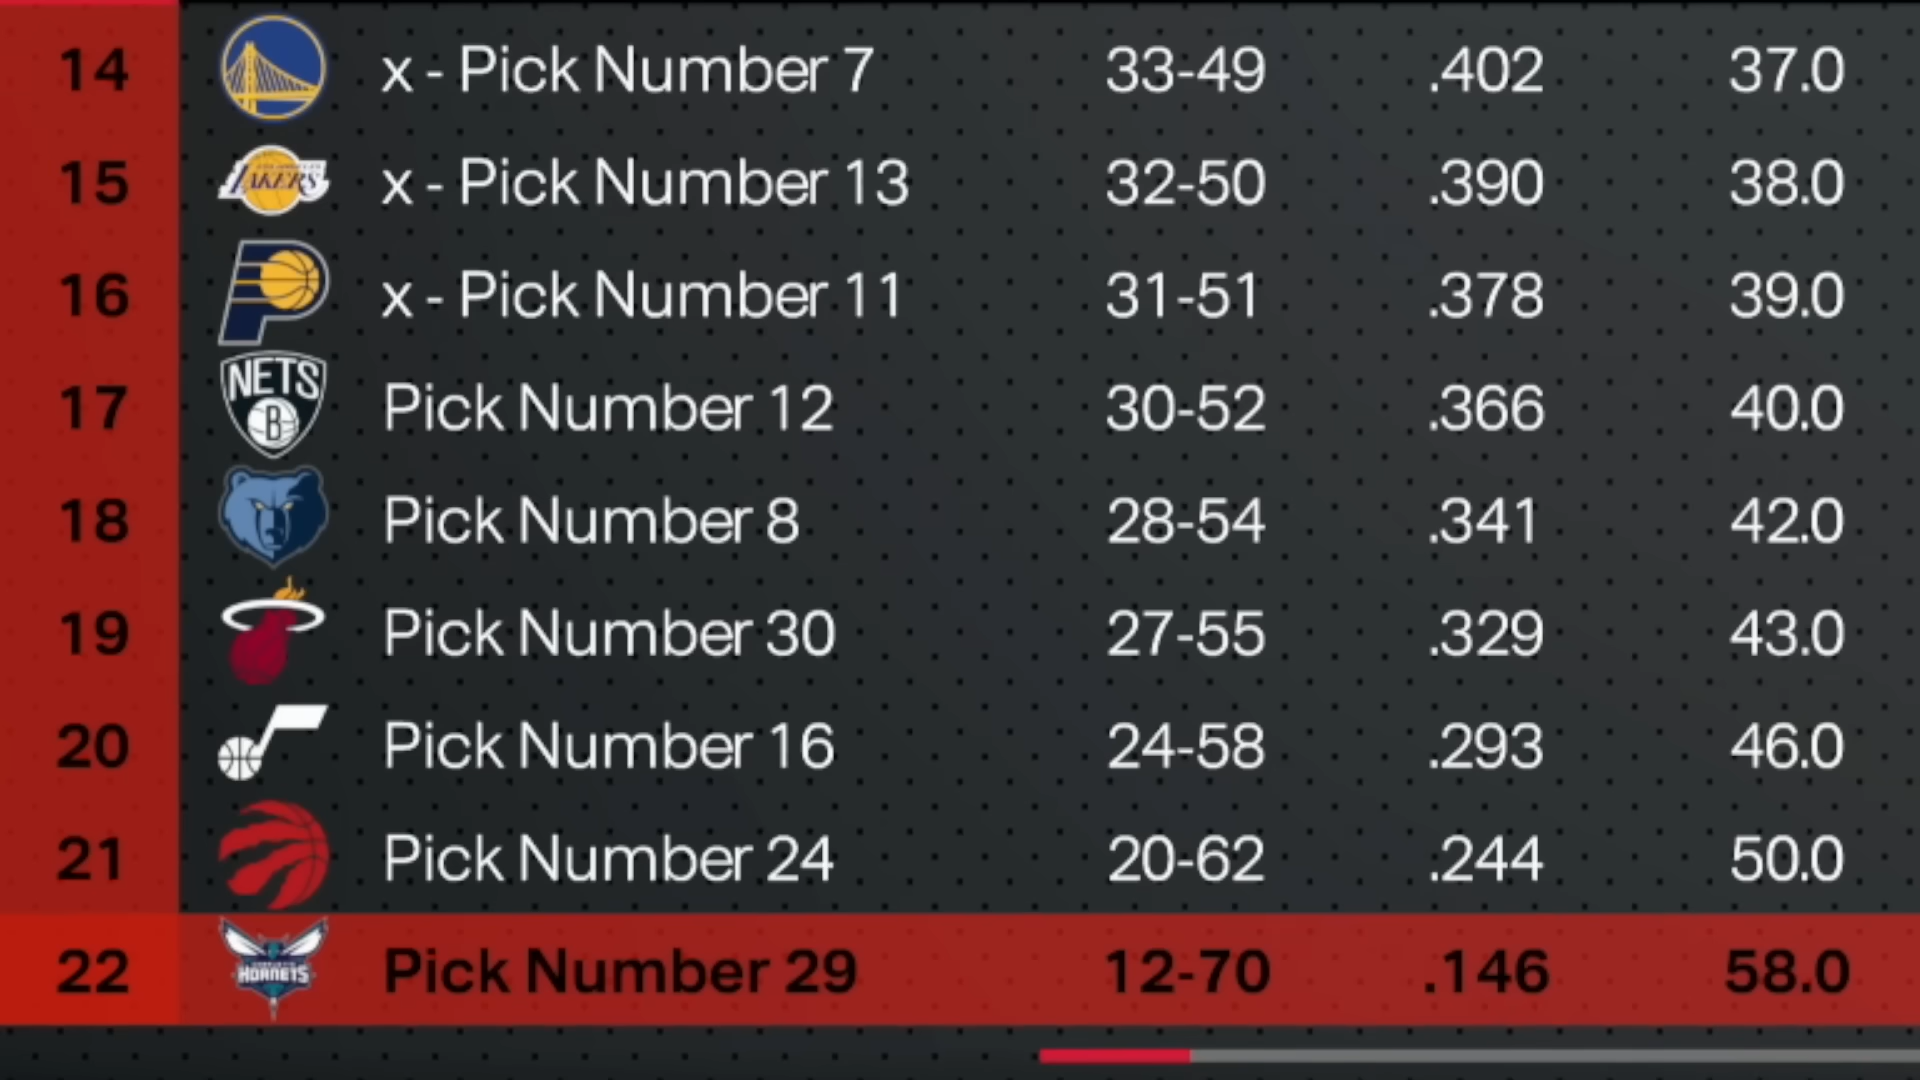 14 x - Pick Number 7 33-49 .402 37.0
15 LAKERS x - Pick Number 13 32-50 .390 38.0
16 x - Pick Number 11 31-51 .378 39.0
17 NETS B Pick Number 12 30-52 .366 40.0
18 Pick Number 8 28-54 .341 42.0
19 Pick Number 30 27-55 .329 43.0
20 Pick Number 16 24-58 .293 46.0
21 Pick Number 24 20-62 .244 50.0
22 HORNETS Pick Number 29 12-70 .146 58.0